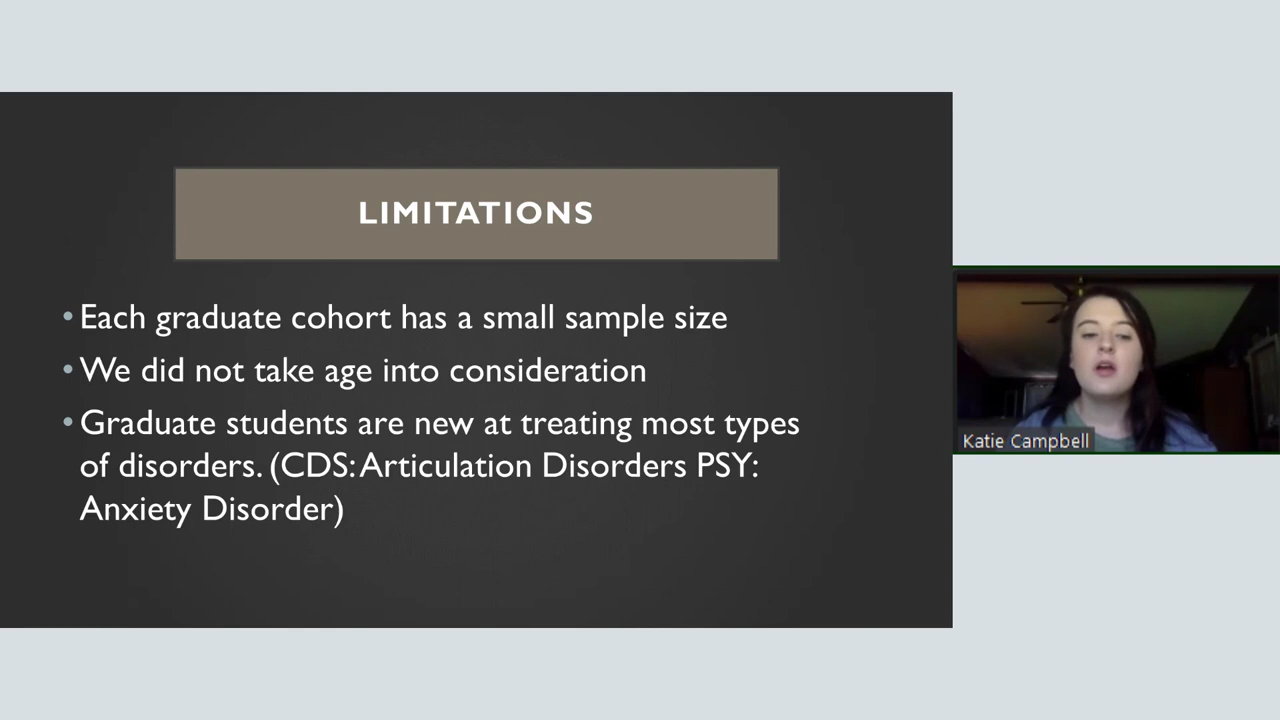 LIMITATIONS
• Each graduate cohort has a small sample size
• We did not take age into consideration
• Graduate students are new at treating most types
of disorders. (CDS: Articulation Disorders PSY:
Anxiety Disorder)
Katie Campbell